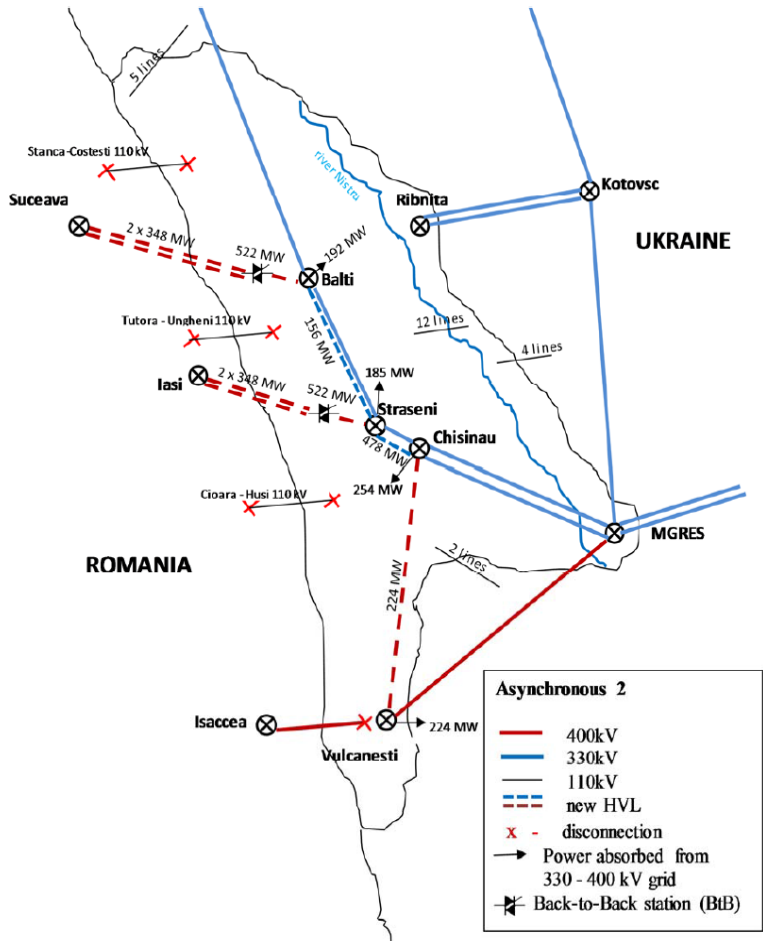 5 lines
Stanca-Costesti 110 kV
Suceava
2 x 348 MW
522 MW
192 MW
Balti
river Nistru
Ribnita
Kotovsc
UKRAINE
Tutora - Ungheni 110 kV
156 MW
12 lines
4 lines
Iasi
2 x 348 MW
522 MW
185 MW
Straseni
Chisinau
478 MW
254 MW
Cioara - Husi 110 kV
MGRES
ROMANIA
224 MW
2 lines
Isaccea
Vulcanesti
224 MW
Asynchronous 2
400kV
330kV
110kV
new HVL
x - disconnection
Power absorbed from
330 - 400 kV grid
Back-to-Back station (BtB)